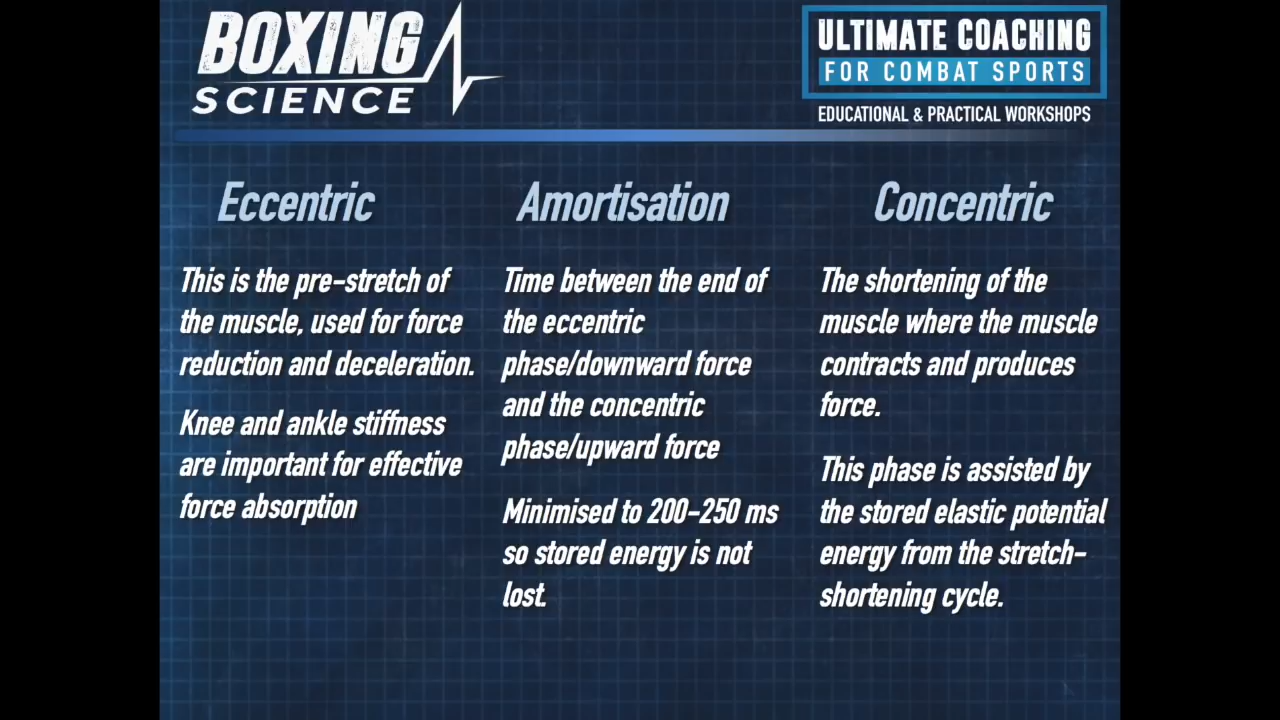 BOXING
SCIENCE
ULTIMATE COACHING
FOR COMBAT SPORTS
EDUCATIONAL & PRACTICAL WORKSHOPS
Eccentric
This is the pre-stretch of
the muscle, used for force
reduction and deceleration.
Knee and ankle stiffness
are important for effective
force absorption
Amortisation
Time between the end of
the eccentric
phase/downward force
and the concentric
phase/upward force
Minimised to 200-250 ms
so stored energy is not
lost.
Concentric
The shortening of the
muscle where the muscle
contracts and produces
force.
This phase is assisted by
the stored elastic potential
energy from the stretch-
shortening cycle.